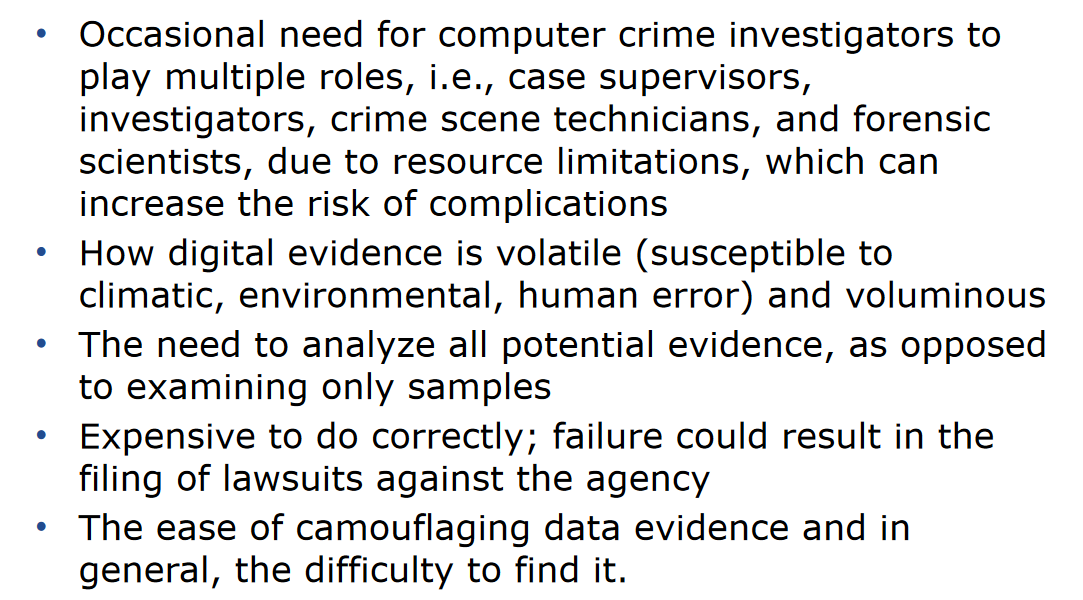 • Occasional need for computer crime investigators to
play multiple roles, i.e., case supervisors,
investigators, crime scene technicians, and forensic
scientists, due to resource limitations, which can
increase the risk of complications
• How digital evidence is volatile (susceptible to
climatic, environmental, human error) and voluminous
• The need to analyze all potential evidence, as opposed
to examining only samples
• Expensive to do correctly; failure could result in the
filing of lawsuits against the agency
• The ease of camouflaging data evidence and in
general, the difficulty to find it.